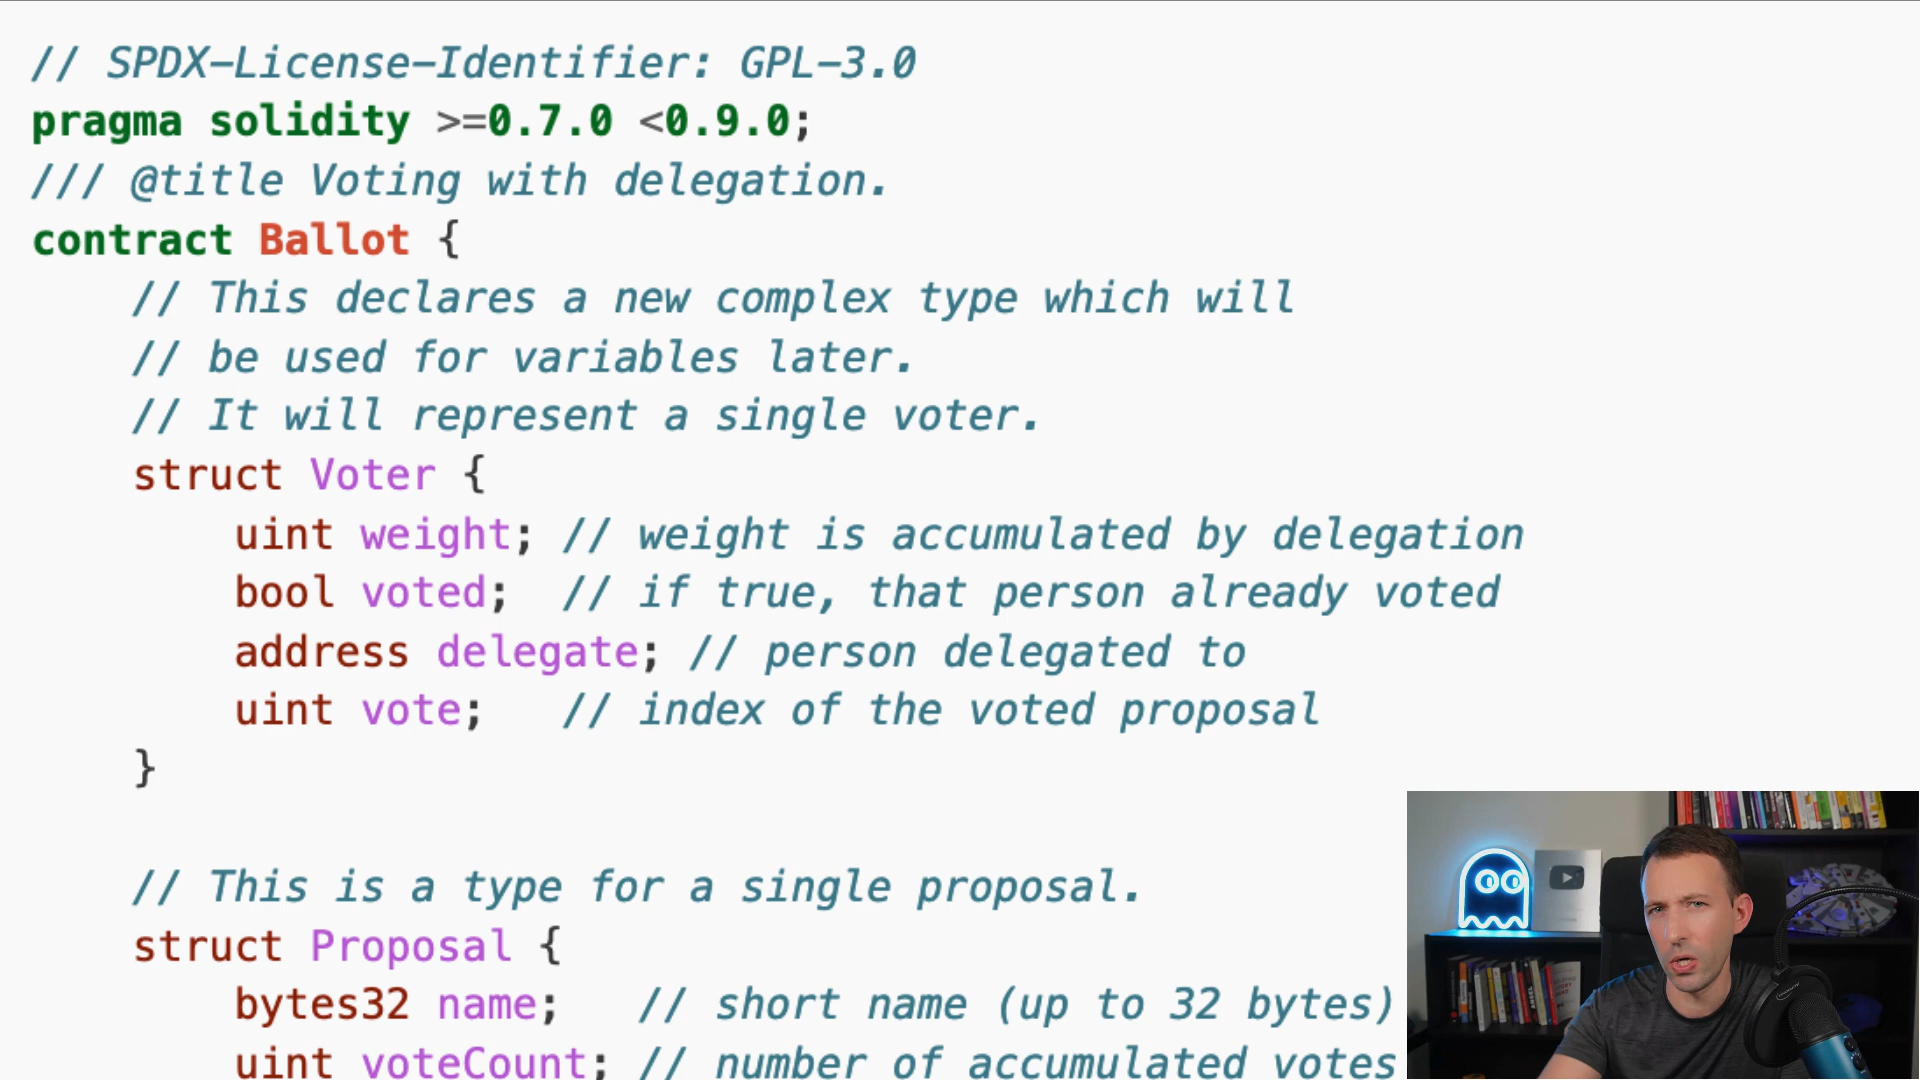 // SPDX-License-Identifier: GPL-3.0
pragma solidity >=0.7.0 <0.9.0;
/// @title Voting with delegation.
contract Ballot {
    // This declares a new complex type which will
    // be used for variables later.
    // It will represent a single voter.
    struct Voter {
        uint weight; // weight is accumulated by delegation
        bool voted;  // if true, that person already voted
        address delegate; // person delegated to
        uint vote;   // index of the voted proposal
    }
    // This is a type for a single proposal.
    struct Proposal {
        bytes32 name;   // short name (up to 32 bytes)
        uint voteCount; // number of accumulated votes